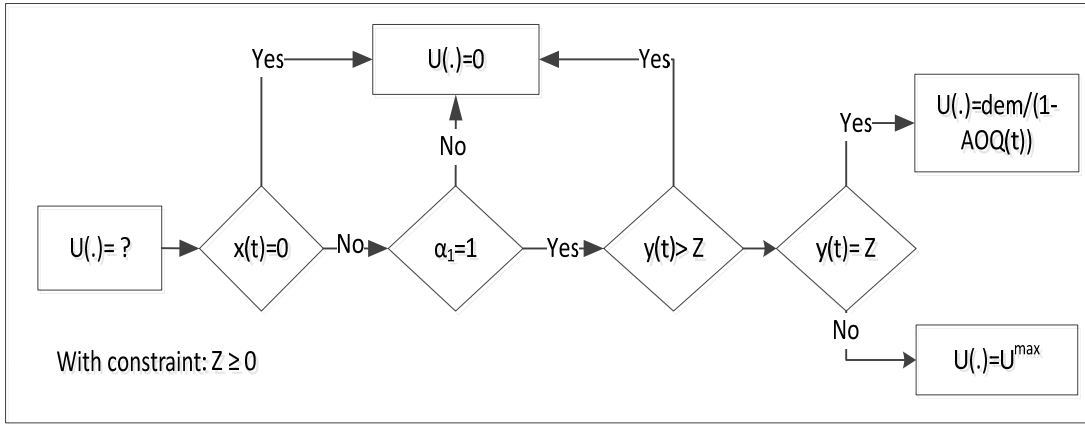 Yes
U(.)=0
Yes
U(.)=dem/(1-
AOQ(t))
Yes
No
U(.)= ?
x(t)=0
No
α₁=1
Yes
y(t)> Z
y(t)= Z
No
With constraint: Z ≥ 0
U(.)=Uᵐᵃˣ